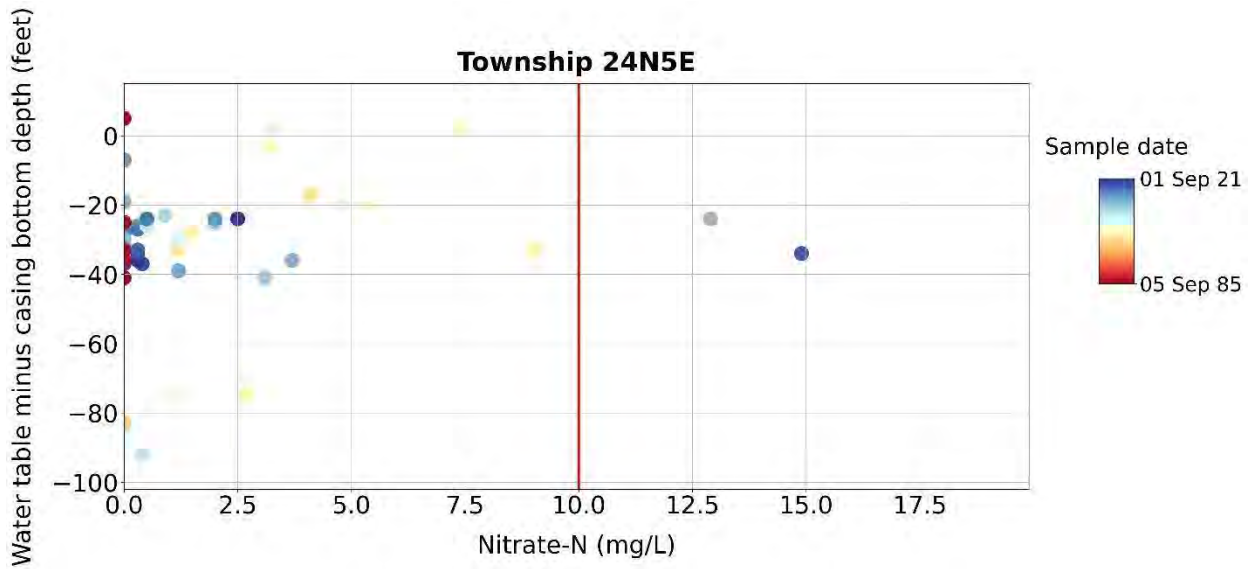 Township 24N5E
Water table minus casing bottom depth (feet)
0
−20
−40
−60
−80
−100
0.0 2.5 5.0 7.5 10.0 12.5 15.0 17.5
Nitrate-N (mg/L)
Sample date
01 Sep 21
05 Sep 85